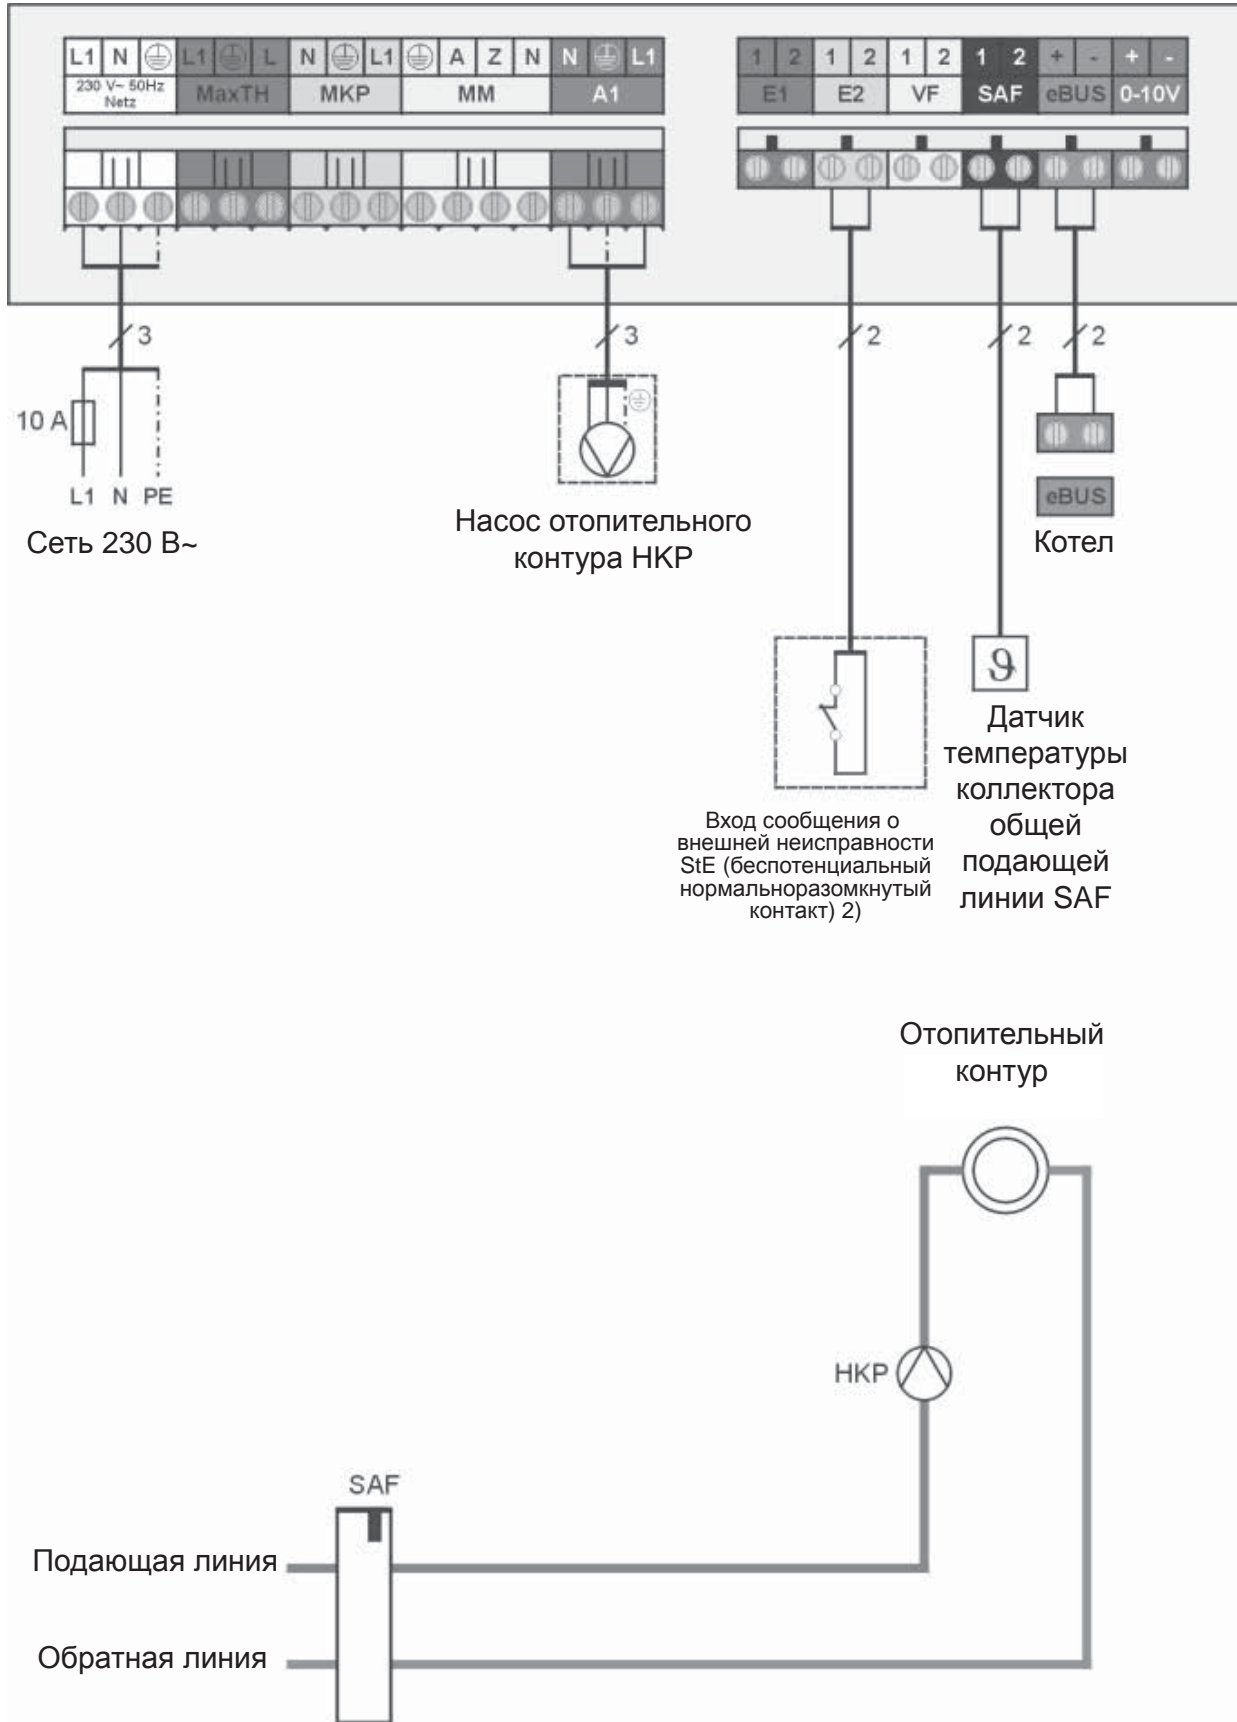 L1 N L1 L N L1 A Z N N L1 1 2 1 2 1 2 1 2 + - + -
230 V~ 50Hz
Netz
MaxTH MKP MM A1 E1 E2 VF SAF eBUS 0-10V
3 3 2 2 2
10 A
L1 N PE
Сеть 230 В~
Насос отопительного
контура HKP
eBUS
Котел
Вход сообщения о
внешней неисправности
StE (беспотенциальный
нормальноразомкнутый
контакт) 2)
ϑ
Датчик
температуры
коллектора
общей
подающей
линии SAF
Отопительный
контур
HKP
SAF
Подающая линия
Обратная линия